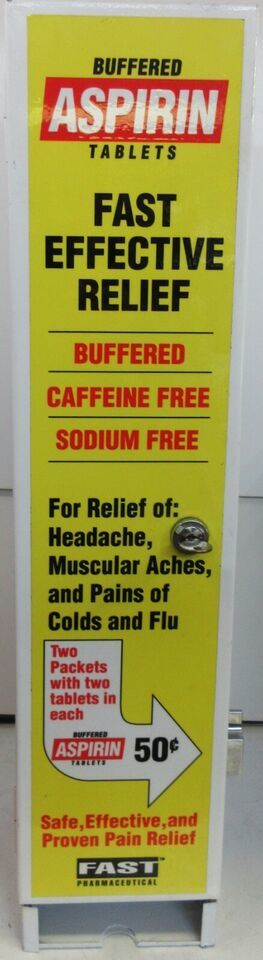 BUFFERED
ASPIRIN
TABLETS
FAST
EFFECTIVE
RELIEF
BUFFERED
CAFFEINE FREE
SODIUM FREE
For Relief of:
Headache,
Muscular Aches,
and Pains of
Colds and Flu
Two
Packets
with two
tablets in
each
BUFFERED
ASPIRIN
TABLETS
50¢
Safe, Effective, and
Proven Pain Relief
FAST™
PHARMACEUTICAL